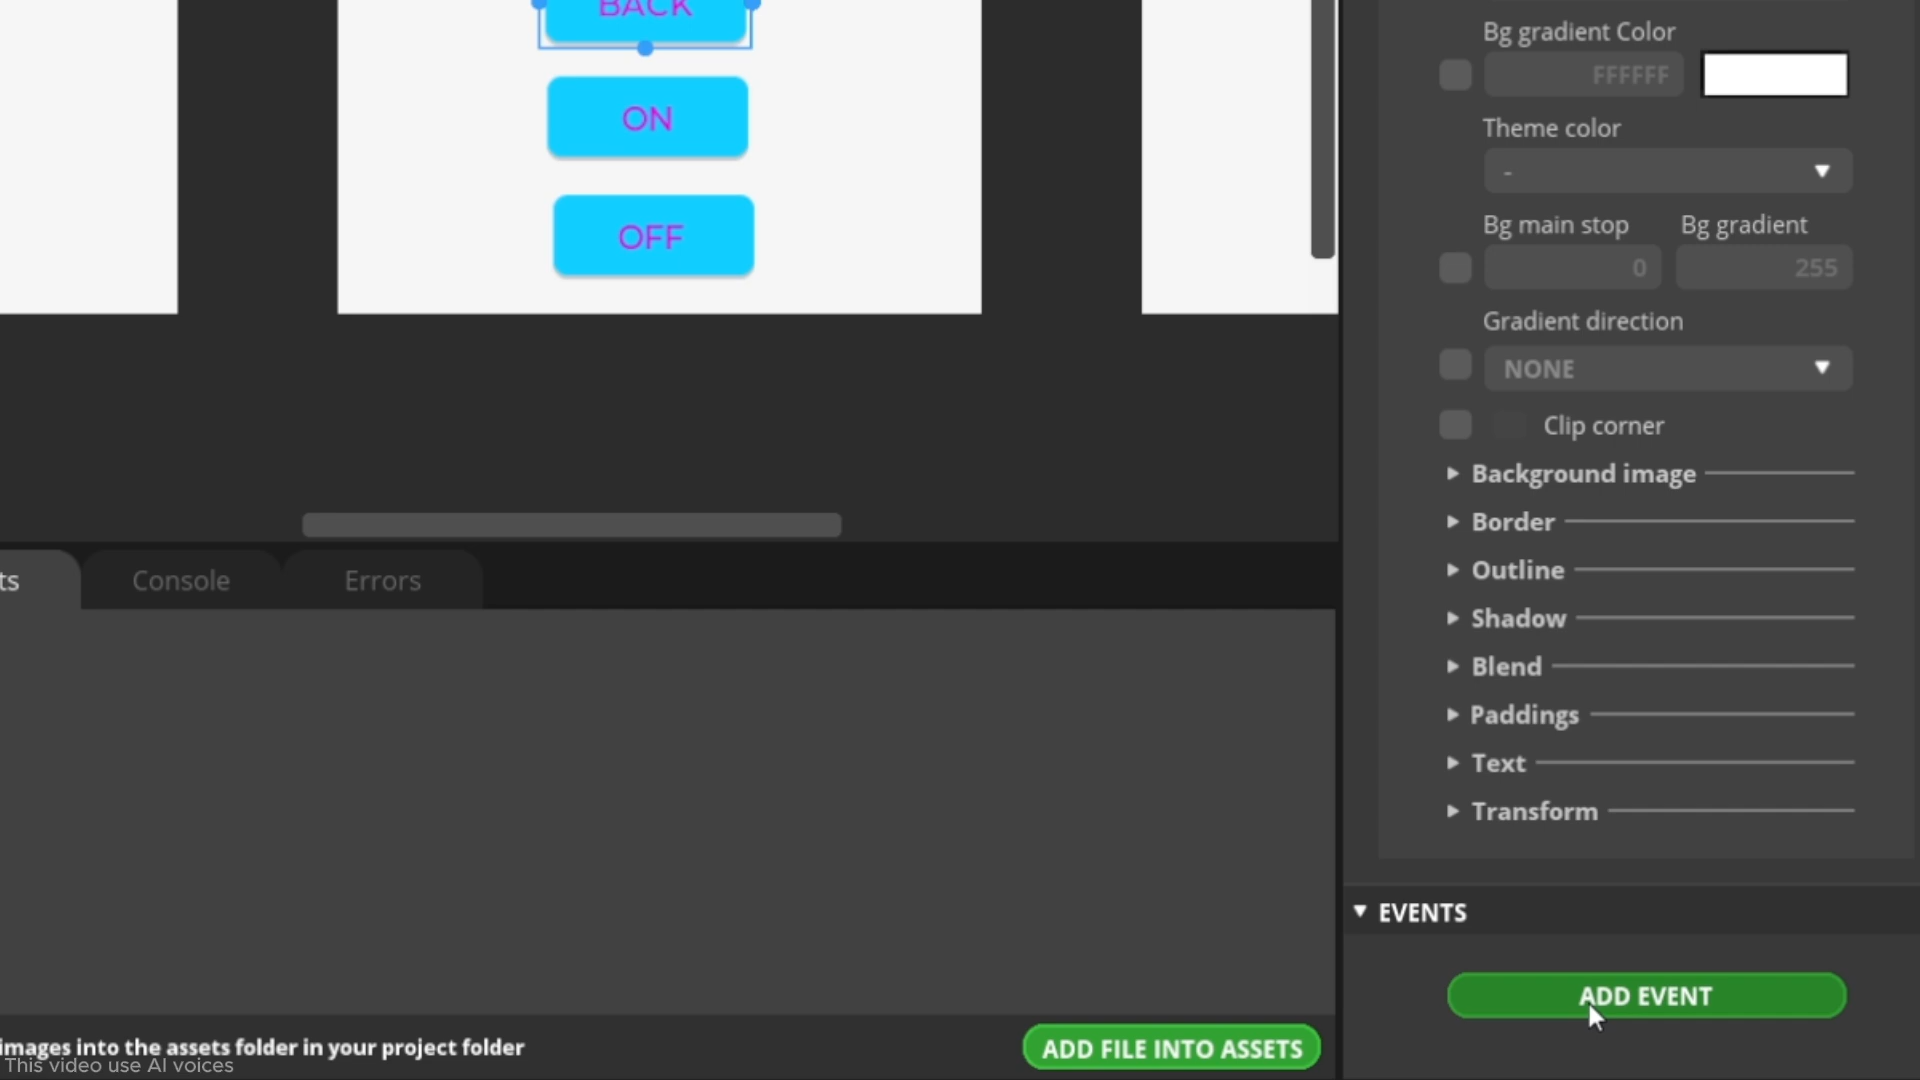 BACK
ON
OFF
Bg gradient Color
FFFFFF
Theme color
-
Bg main stop Bg gradient
0 255
Gradient direction
NONE
Clip corner
Background image
Border
Outline
Shadow
Blend
Paddings
Text
Transform
EVENTS
ADD EVENT
ts Console Errors
images into the assets folder in your project folder
ADD FILE INTO ASSETS
This video use AI voices